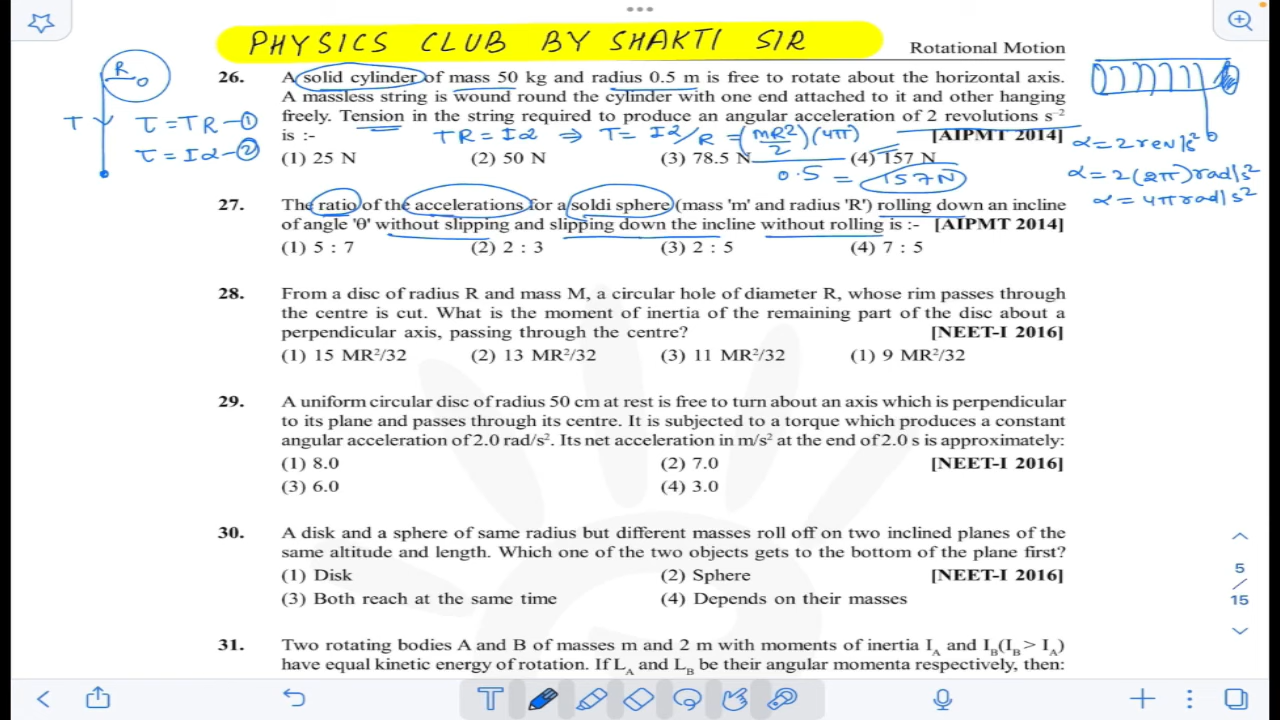 PHYSICS CLUB BY SHAKTI SIR
Rotational Motion
26. A solid cylinder of mass 50 kg and radius 0.5 m is free to rotate about the horizontal axis.
A massless string is wound round the cylinder with one end attached to it and other hanging
freely. Tension in the string required to produce an angular acceleration of 2 revolutions s⁻²
is :- [AIPMT 2014]
(1) 25 N (2) 50 N (3) 78.5 N (4) 157 N
R
T
τ = TR - ①
τ = Iα - ②
TR = Iα ⇒ T = Iα/R = (mR²/2)(4π)
0.5
= 157N
α = 2 rev/s²
α = 2(2π) rad/s²
α = 4π rad/s²
27. The ratio of the accelerations for a soldi sphere (mass 'm' and radius 'R') rolling down an incline
of angle 'θ' without slipping and slipping down the incline without rolling is :- [AIPMT 2014]
(1) 5 : 7 (2) 2 : 3 (3) 2 : 5 (4) 7 : 5
28. From a disc of radius R and mass M, a circular hole of diameter R, whose rim passes through
the centre is cut. What is the moment of inertia of the remaining part of the disc about a
perpendicular axis, passing through the centre? [NEET-I 2016]
(1) 15 MR²/32 (2) 13 MR²/32 (3) 11 MR²/32 (1) 9 MR²/32
29. A uniform circular disc of radius 50 cm at rest is free to turn about an axis which is perpendicular
to its plane and passes through its centre. It is subjected to a torque which produces a constant
angular acceleration of 2.0 rad/s². Its net acceleration in m/s² at the end of 2.0 s is approximately:
(1) 8.0 (2) 7.0 [NEET-I 2016]
(3) 6.0 (4) 3.0
30. A disk and a sphere of same radius but different masses roll off on two inclined planes of the
same altitude and length. Which one of the two objects gets to the bottom of the plane first?
(1) Disk (2) Sphere [NEET-I 2016]
(3) Both reach at the same time (4) Depends on their masses
31. Two rotating bodies A and B of masses m and 2 m with moments of inertia I_A and I_B(I_B > I_A)
have equal kinetic energy of rotation. If L_A and L_B be their angular momenta respectively, then:
5
/
15
T